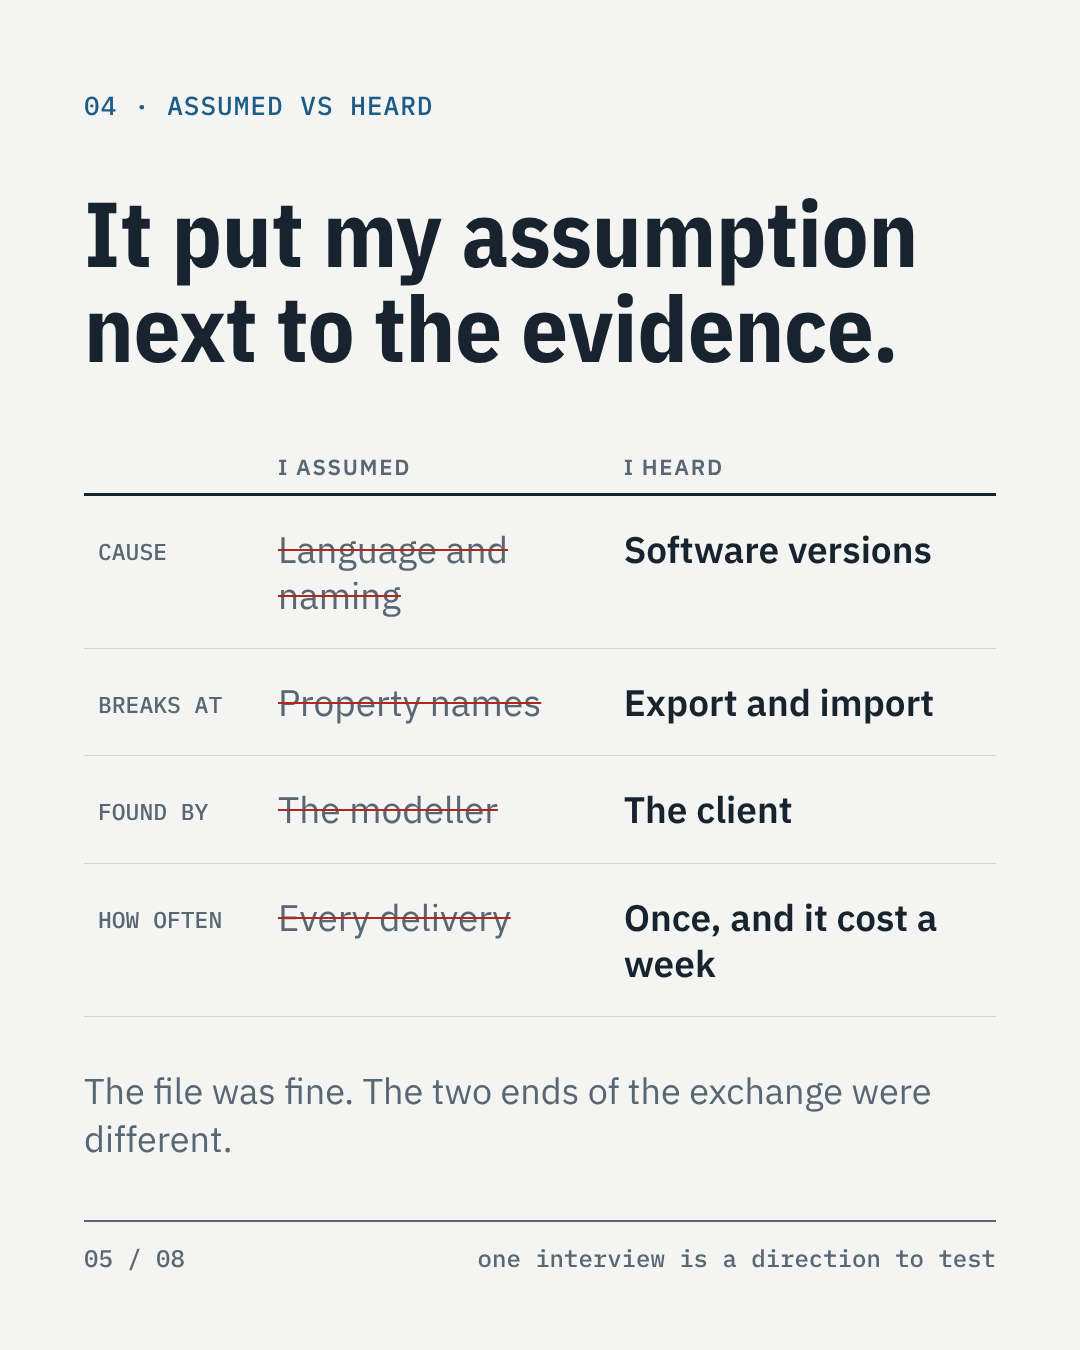 04 · ASSUMED VS HEARD
It put my assumption
next to the evidence.
I ASSUMED I HEARD
CAUSE Language and Software versions
naming
BREAKS AT Property names Export and import
FOUND BY The modeller The client
HOW OFTEN Every delivery Once, and it cost a
week
The file was fine. The two ends of the exchange were
different.
05 / 08 one interview is a direction to test